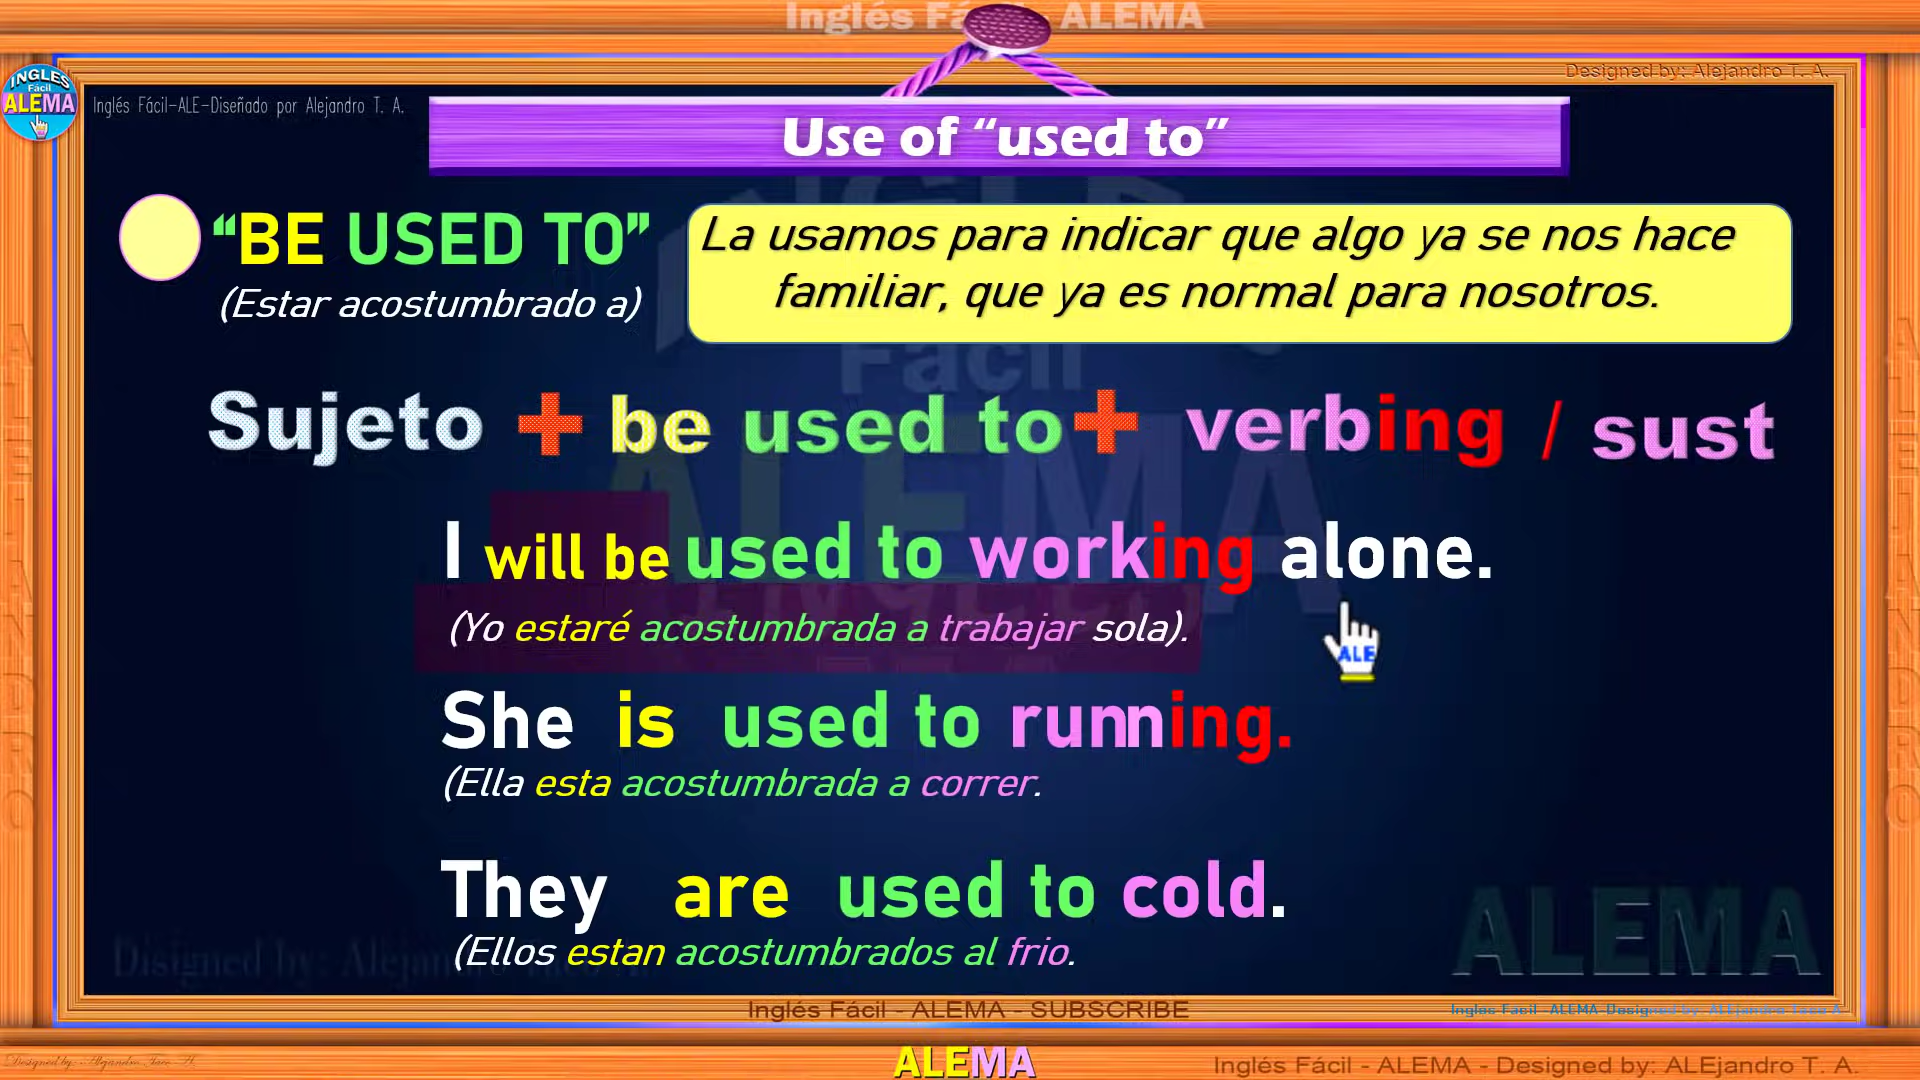 Inglés Fácil ALEMA
Designed by: Alejandro T. A.
INGLES
Fácil
ALEMA
Inglés Fácil-ALE-Diseñado por Alejandro T. A.
Use of “used to”
“BE USED TO”
(Estar acostumbrado a)
La usamos para indicar que algo ya se nos hace
familiar, que ya es normal para nosotros.
Sujeto + be used to + verbing / sust
I will be used to working alone.
(Yo estaré acostumbrada a trabajar sola).
ALE
She is used to running.
(Ella esta acostumbrada a correr.
They are used to cold.
(Ellos estan acostumbrados al frio.
ALEMA
Inglés Fácil - ALEMA - SUBSCRIBE
ALEMA
Inglés Fácil - ALEMA - Designed by: ALEjandro T. A.